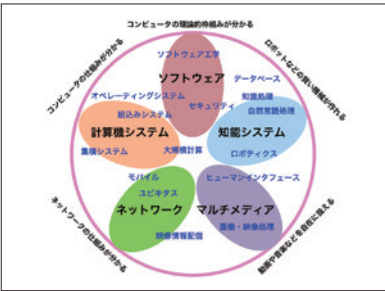 コンピュータの理論的枠組みが分かる
ソフトウェア工学
ロボットなどの賢い機械が作れる
コンピュータの仕組みが分かる
ソフトウェア
データベース
オペレーティングシステム
知識処理
セキュリティ
自然言語処理
組込みシステム
計算機システム
知能システム
集積システム
大規模計算
ロボティクス
モバイル
ヒューマンインタフェース
ユビキタス
ネットワーク
マルチメディア
画像・映像処理
映像情報配信
ネットワークの仕組みが分かる
動画や音楽などを自在に扱える